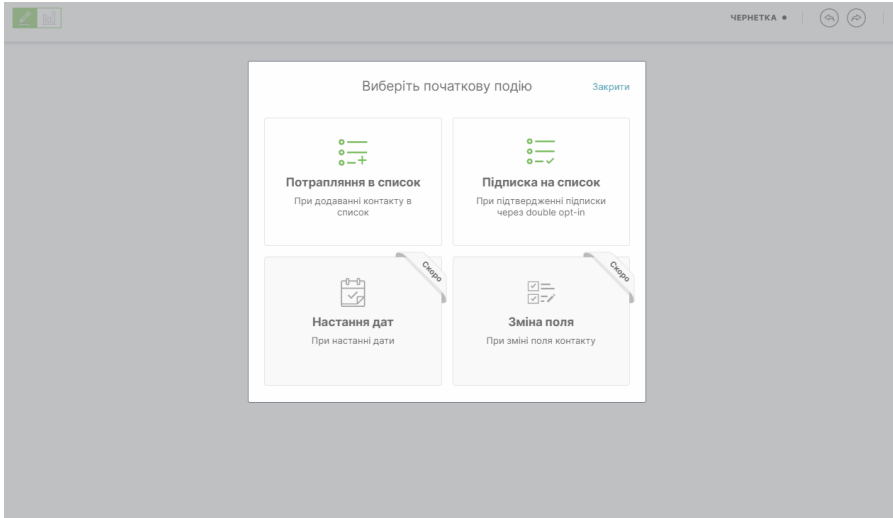 ЧЕРНЕТКА
Виберіть початкову подію
Закрити
Потрапляння в список
При додаванні контакту в
список
Підписка на список
При підтвердженні підписки
через double opt-in
Скоро
Настання дат
При настанні дати
Скоро
Зміна поля
При зміні поля контакту